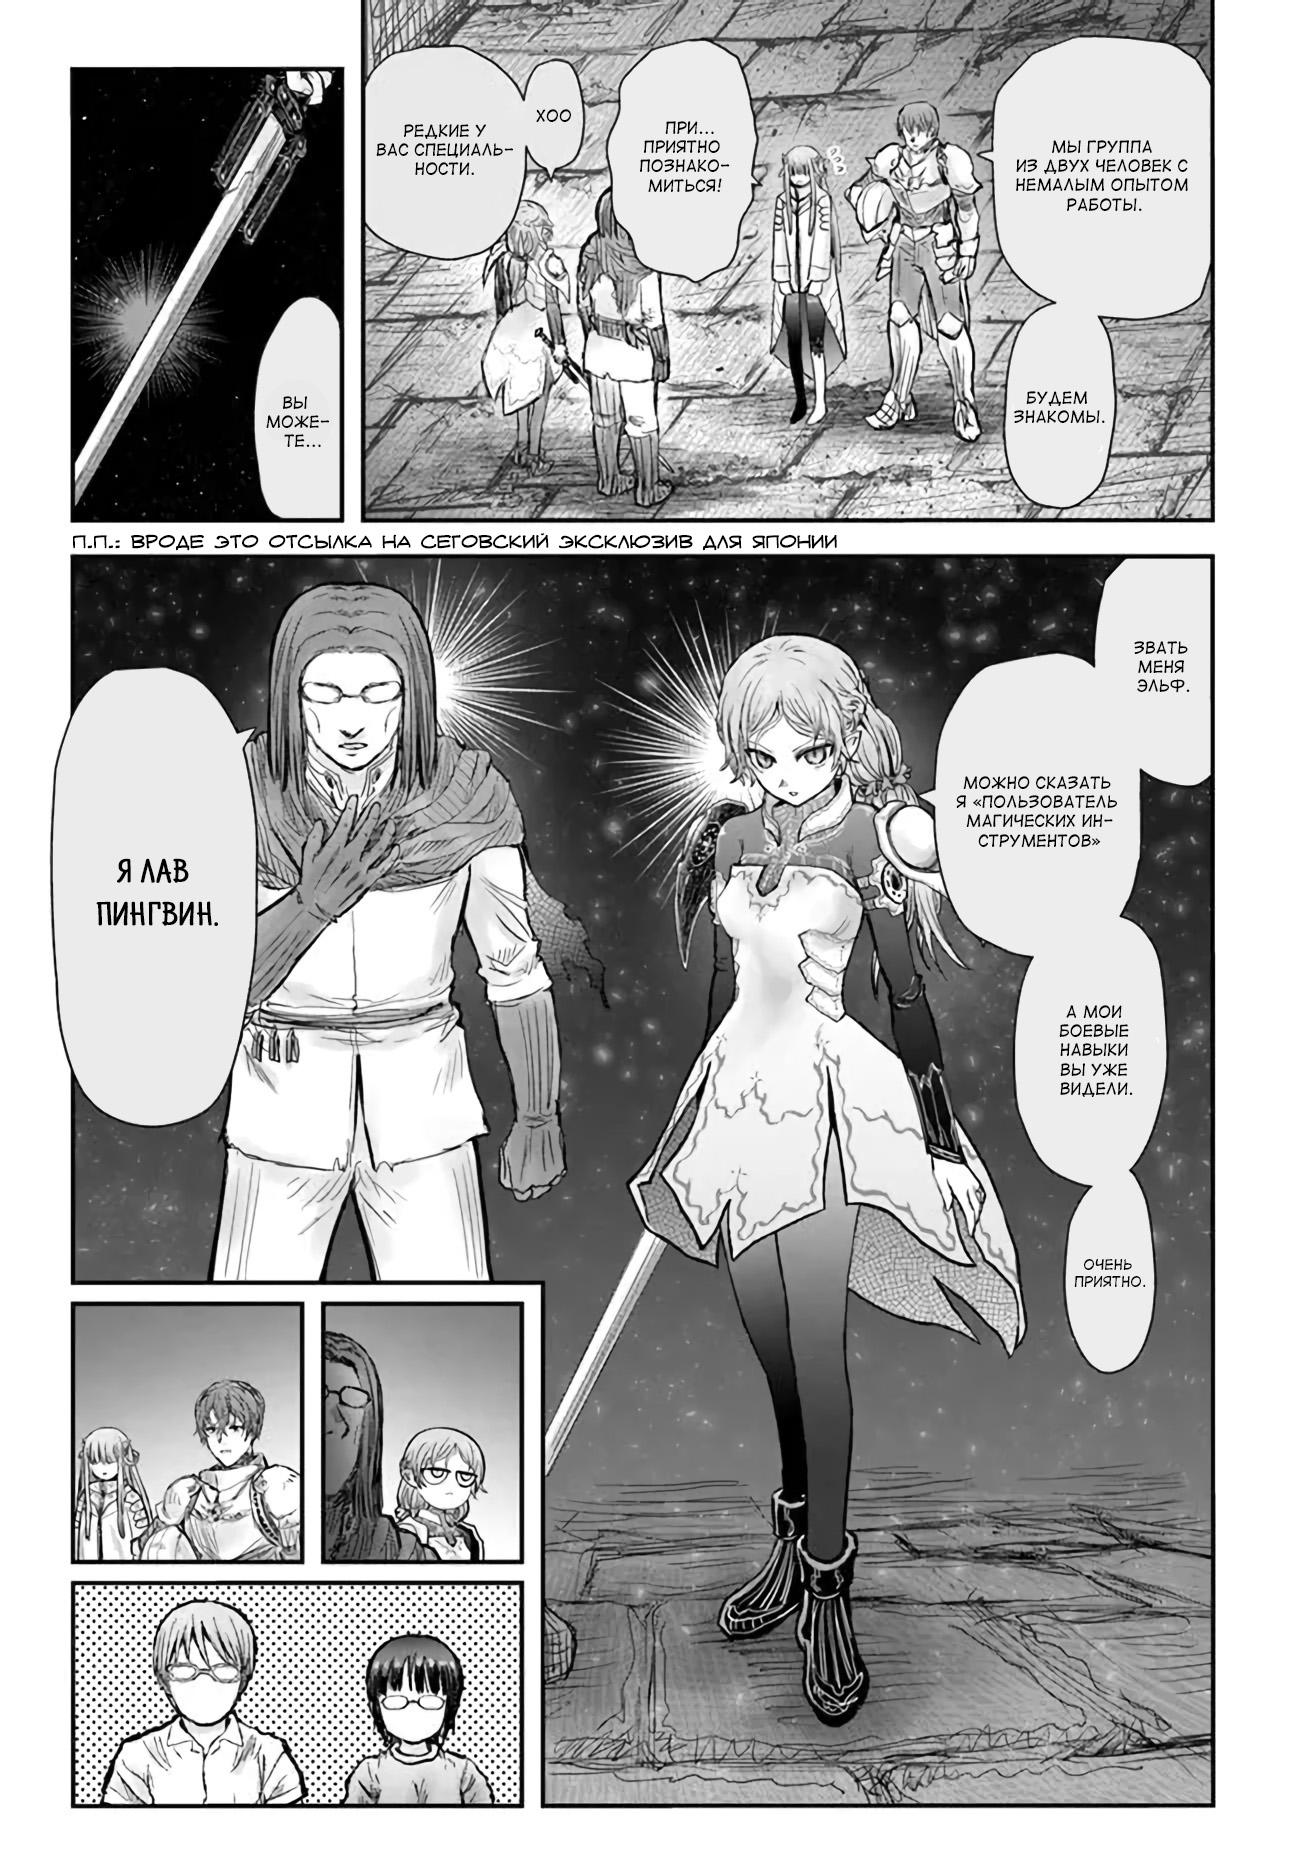 МЫ ГРУППА
ИЗ ДВУХ ЧЕЛОВЕК С
НЕМАЛЫМ ОПЫТОМ
РАБОТЫ.
БУДЕМ
ЗНАКОМЫ.
ПРИ...
ПРИЯТНО
ПОЗНАКО-
МИТЬСЯ!
ХОО
РЕДКИЕ У
ВАС СПЕЦИАЛЬ-
НОСТИ.
ВЫ
МОЖЕ-
ТЕ...
П.П.: ВРОДЕ ЭТО ОТСЫЛКА НА СЕГОВСКИЙ ЭКСКЛЮЗИВ ДЛЯ ЯПОНИИ
ЗВАТЬ
МЕНЯ
ЭЛЬФ.
МОЖНО СКАЗАТЬ
Я «ПОЛЬЗОВАТЕЛЬ
МАГИЧЕСКИХ ИН-
СТРУМЕНТОВ»
А МОИ
БОЕВЫЕ
НАВЫКИ
ВЫ УЖЕ
ВИДЕЛИ.
ОЧЕНЬ
ПРИЯТНО.
Я ЛАВ
ПИНГВИН.